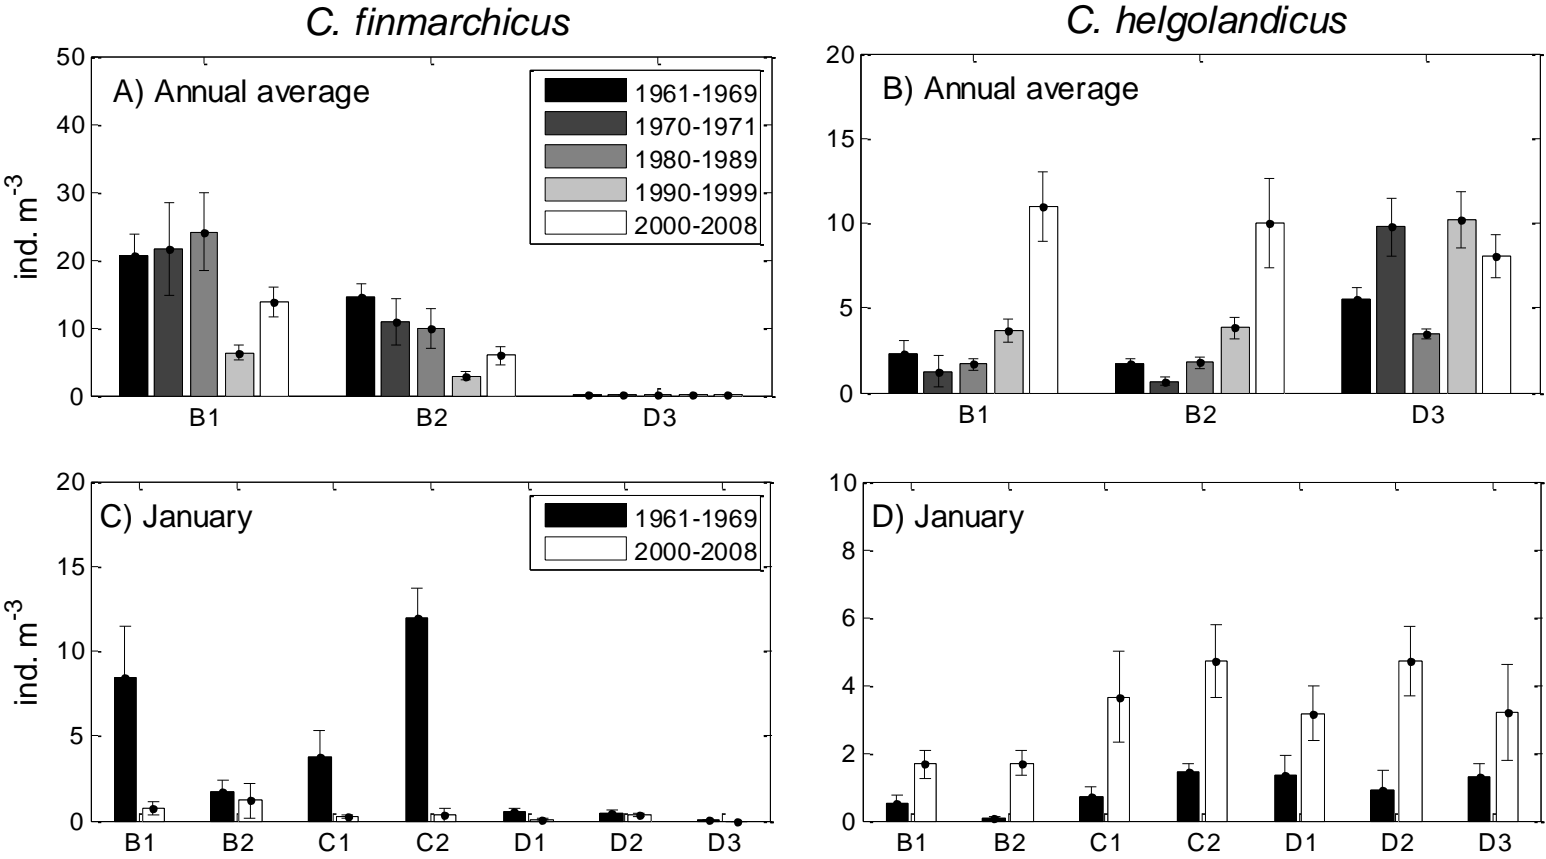 C. finmarchicus
C. helgolandicus
A) Annual average
50
40
30
20
10
0
ind. m-3
1961-1969
1970-1971
1980-1989
1990-1999
2000-2008
B1 B2 D3
B) Annual average
20
15
10
5
0
B1 B2 D3
C) January
20
15
10
5
0
ind. m-3
1961-1969
2000-2008
B1 B2 C1 C2 D1 D2 D3
D) January
10
8
6
4
2
0
B1 B2 C1 C2 D1 D2 D3